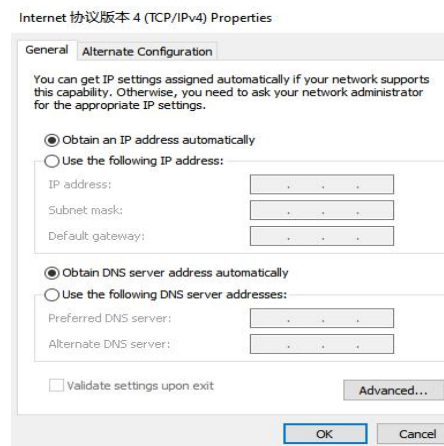 Internet 协议版本 4 (TCP/IPv4) Properties
General Alternate Configuration
You can get IP settings assigned automatically if your network supports
this capability. Otherwise, you need to ask your network administrator
for the appropriate IP settings.
Obtain an IP address automatically
Use the following IP address:
IP address:
Subnet mask:
Default gateway:
Obtain DNS server address automatically
Use the following DNS server addresses:
Preferred DNS server:
Alternate DNS server:
Validate settings upon exit
Advanced...
OK Cancel